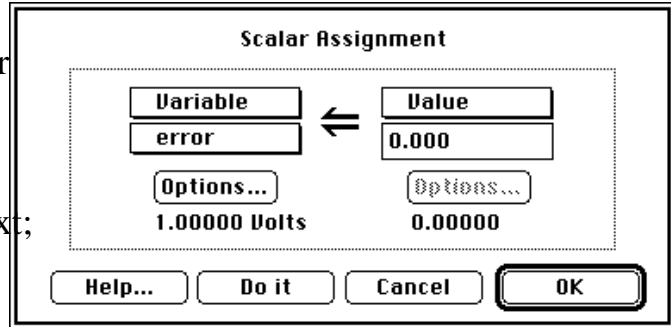 Scalar Assignment
r
Variable ⇐ Value
error 0.000
Options... Options...
xt;
1.00000 Volts 0.00000
Help... Do it Cancel OK